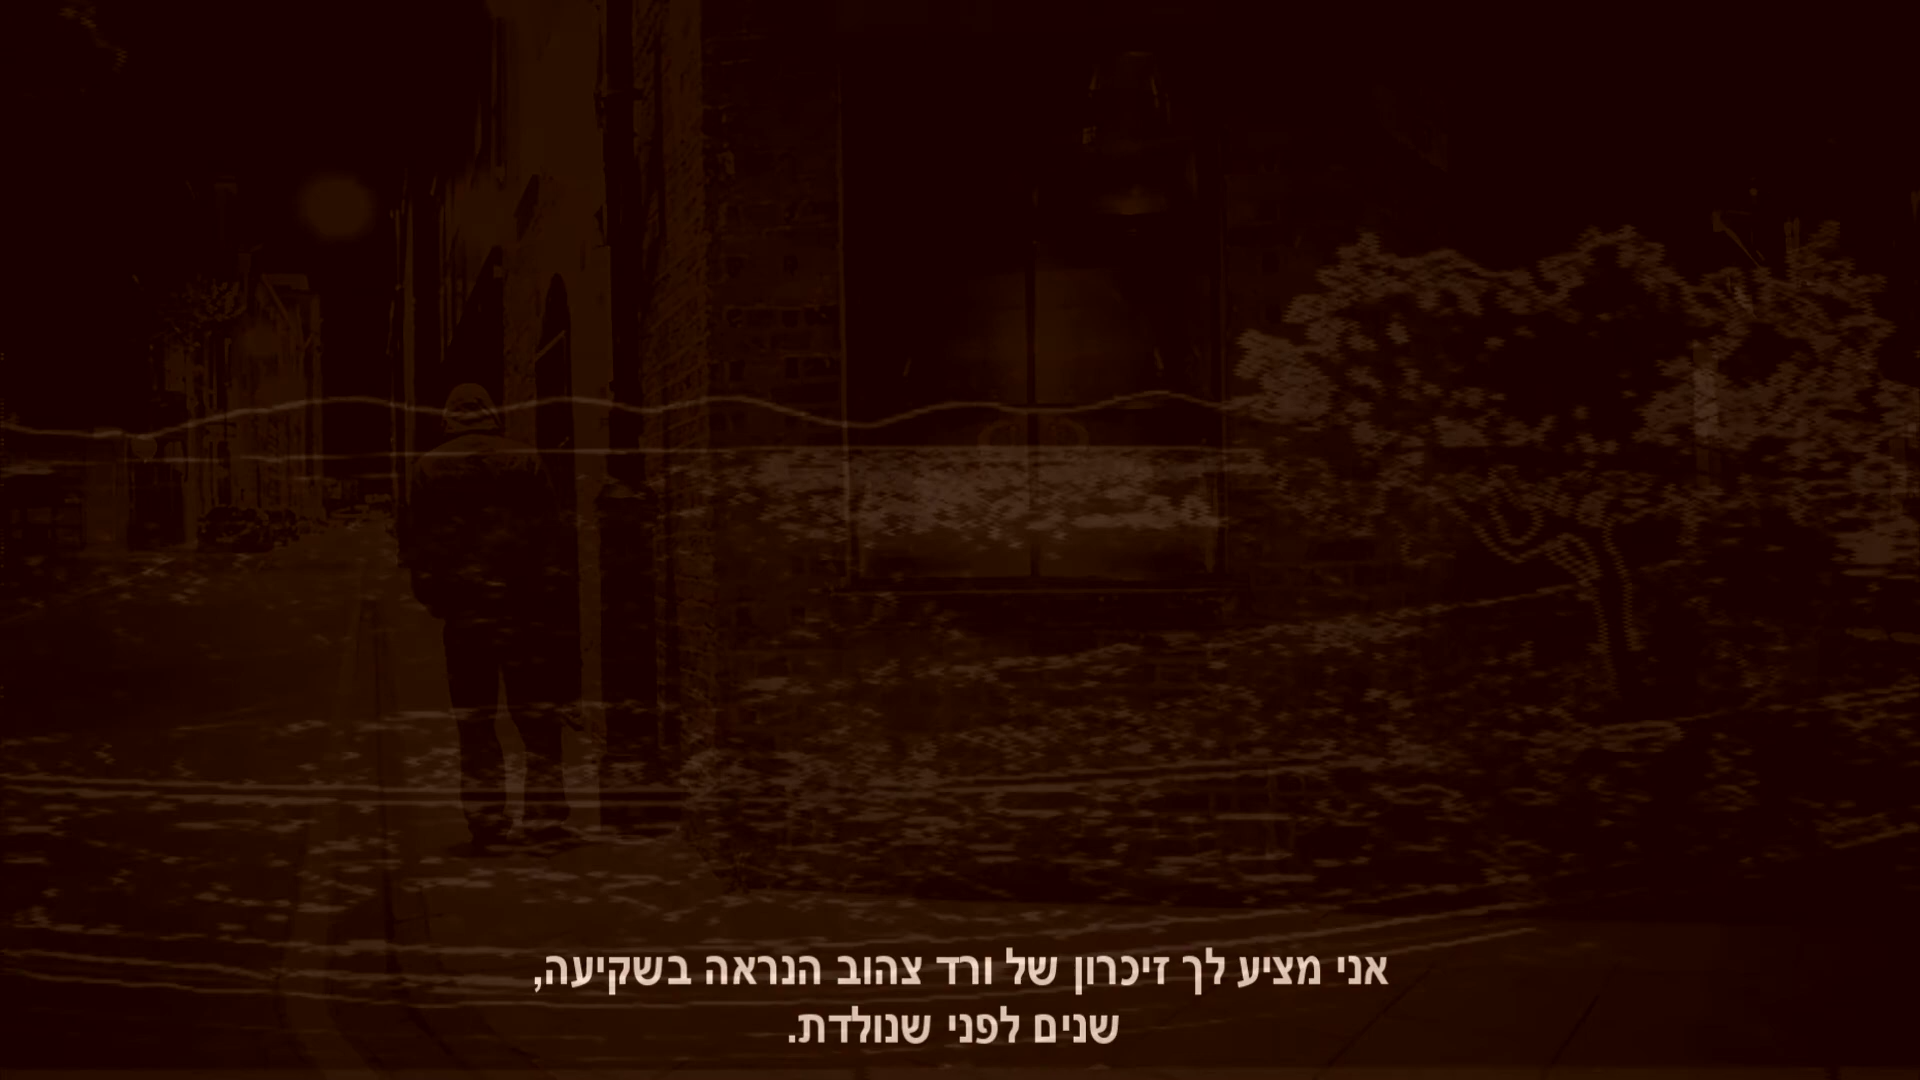 אני מציע לך זיכרון של ורד צהוב הנראה בשקיעה,
שנים לפני שנולדת.